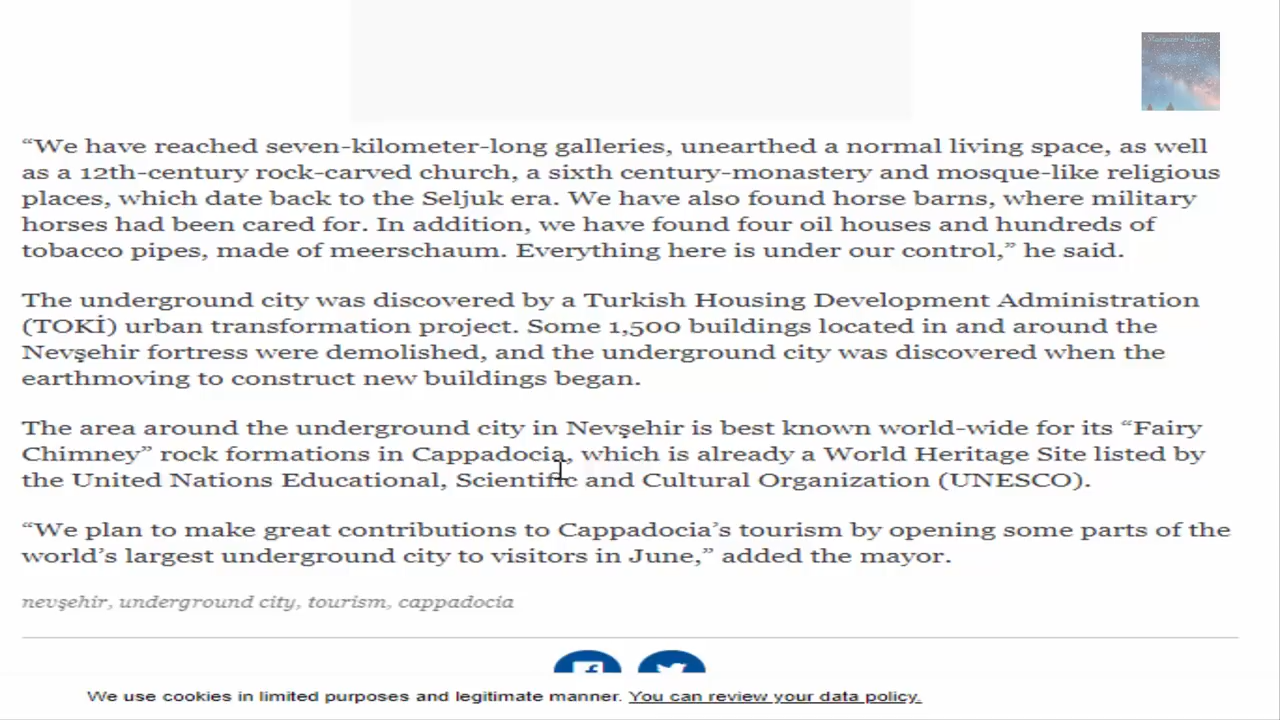 “We have reached seven-kilometer-long galleries, unearthed a normal living space, as well
as a 12th-century rock-carved church, a sixth century-monastery and mosque-like religious
places, which date back to the Seljuk era. We have also found horse barns, where military
horses had been cared for. In addition, we have found four oil houses and hundreds of
tobacco pipes, made of meerschaum. Everything here is under our control,” he said.
The underground city was discovered by a Turkish Housing Development Administration
(TOKİ) urban transformation project. Some 1,500 buildings located in and around the
Nevşehir fortress were demolished, and the underground city was discovered when the
earthmoving to construct new buildings began.
The area around the underground city in Nevşehir is best known world-wide for its “Fairy
Chimney” rock formations in Cappadocia, which is already a World Heritage Site listed by
the United Nations Educational, Scientific and Cultural Organization (UNESCO).
“We plan to make great contributions to Cappadocia’s tourism by opening some parts of the
world’s largest underground city to visitors in June,” added the mayor.
nevşehir, underground city, tourism, cappadocia
We use cookies in limited purposes and legitimate manner. You can review your data policy.